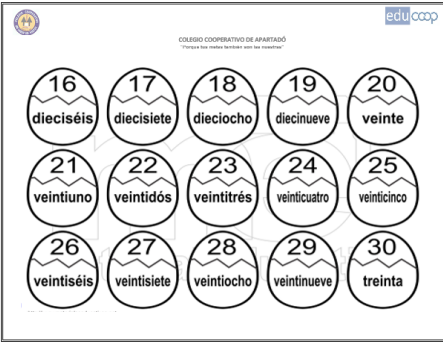 educoop
COLEGIO COOPERATIVO DE APARTADÓ
"Porque tus metas también son las nuestras"
16 17 18 19 20
dieciséis diecisiete dieciocho diecinueve veinte
21 22 23 24 25
veintiuno veintidós veintitrés veinticuatro veinticinco
26 27 28 29 30
veintiséis veintisiete veintiocho veintinueve treinta